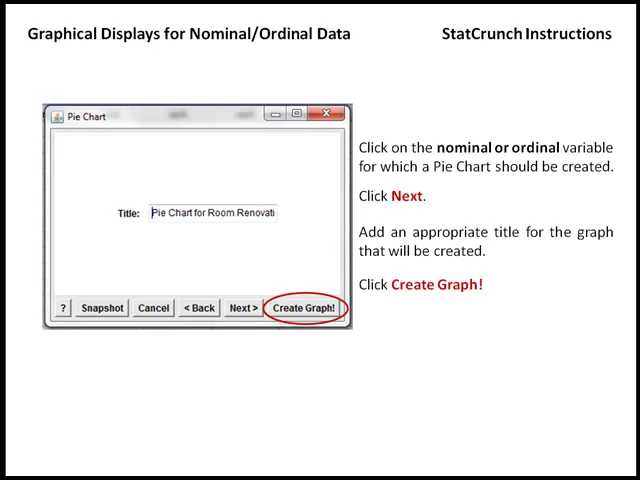 Graphical Displays for Nominal/Ordinal Data
StatCrunch Instructions
Pie Chart
Title: Pie Chart for Room Renovati
? Snapshot Cancel < Back Next > Create Graph!
Click on the nominal or ordinal variable
for which a Pie Chart should be created.
Click Next.
Add an appropriate title for the graph
that will be created.
Click Create Graph!